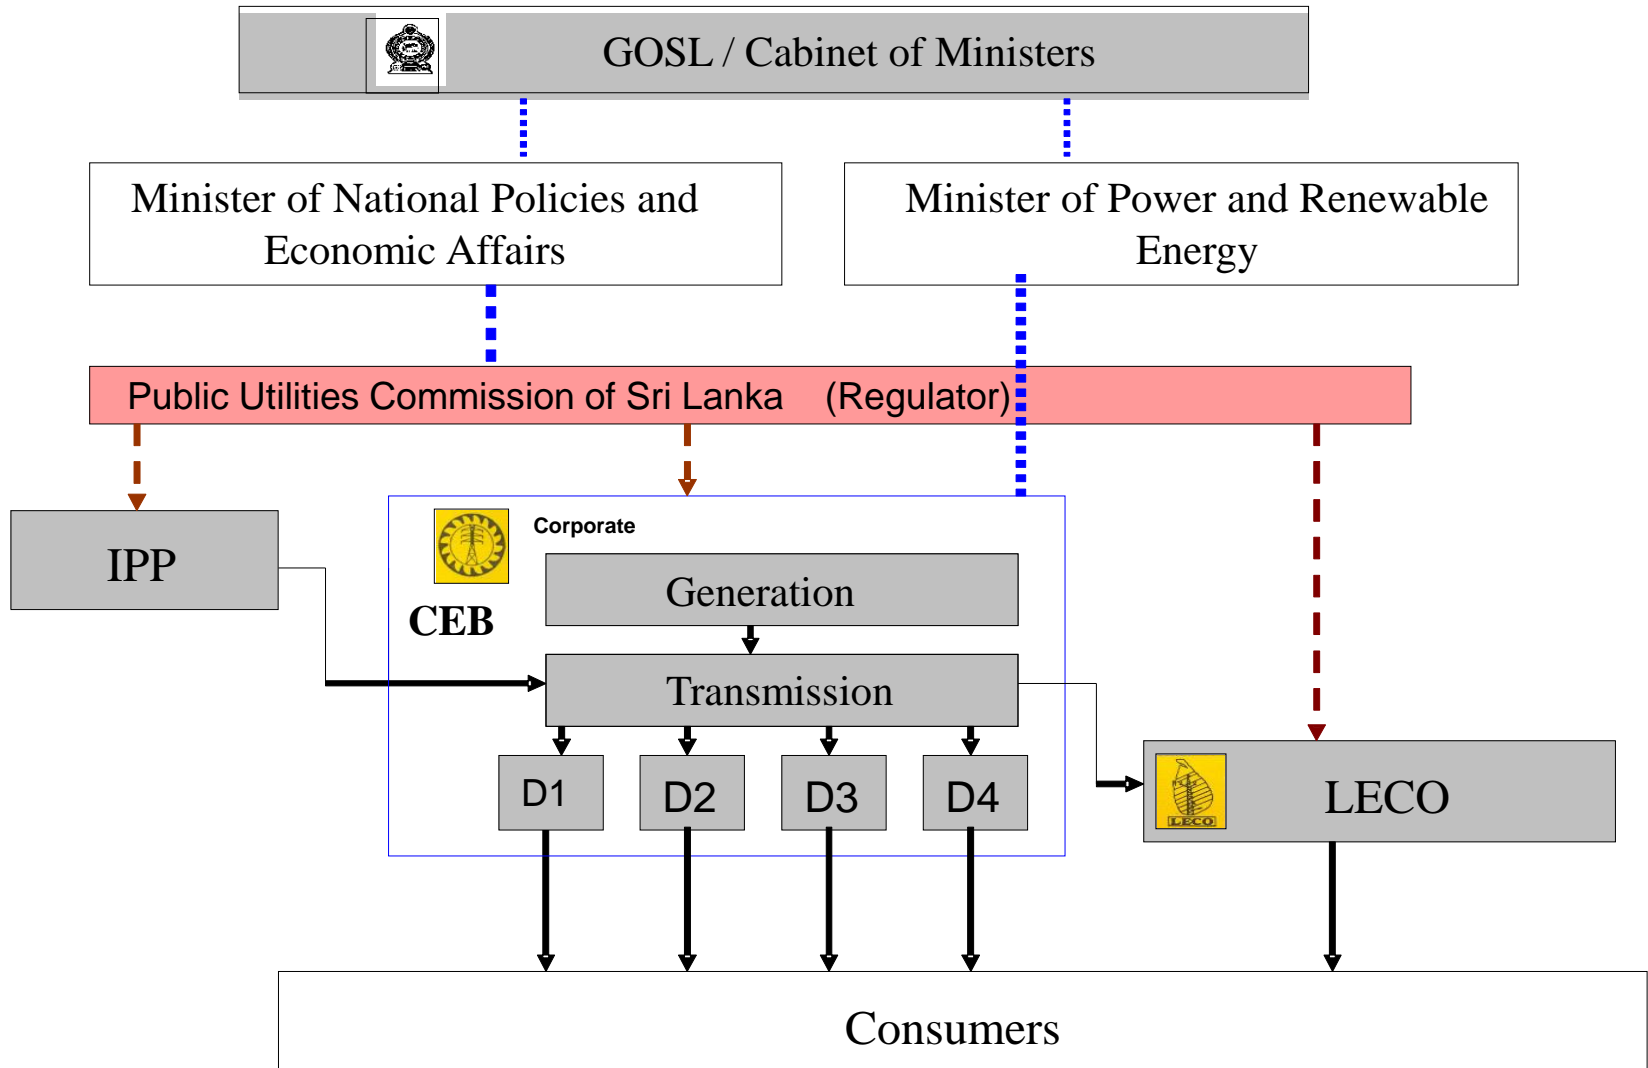 GOSL / Cabinet of Ministers
Minister of National Policies and
Economic Affairs
Minister of Power and Renewable
Energy
Public Utilities Commission of Sri Lanka (Regulator)
IPP
Corporate
CEB
Generation
Transmission
D1
D2
D3
D4
LECO
LECO
Consumers